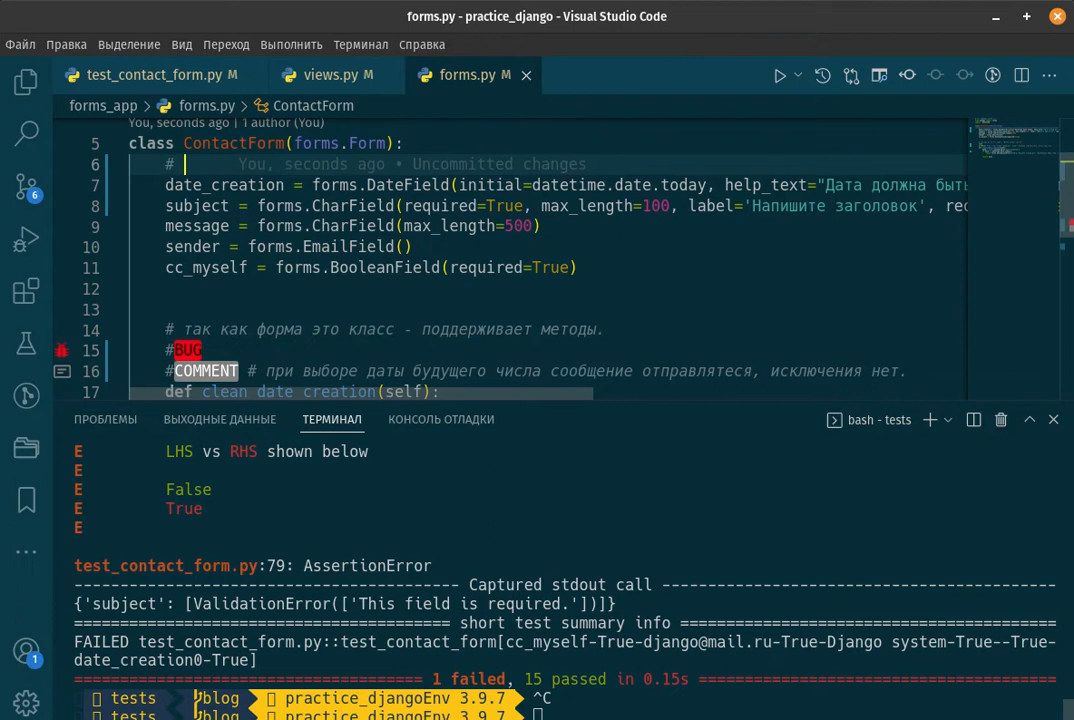 forms.py - practice_django - Visual Studio Code
Файл Правка Выделение Вид Переход Выполнить Терминал Справка
test_contact_form.py M views.py M forms.py M
forms_app > forms.py > ContactForm
You, seconds ago | 1 author (You)
5 class ContactForm(forms.Form):
6 # You, seconds ago • Uncommitted changes
7 date_creation = forms.DateField(initial=datetime.date.today, help_text="Дата должна быть
8 subject = forms.CharField(required=True, max_length=100, label='Напишите заголовок', rec
9 message = forms.CharField(max_length=500)
10 sender = forms.EmailField()
11 cc_myself = forms.BooleanField(required=True)
12
13
14 # так как форма это класс - поддерживает методы.
15 #BUG
16 #COMMENT # при выборе даты будущего числа сообщение отправлятеся, исключения нет.
17 def clean_date_creation(self):
6
ПРОБЛЕМЫ ВЫХОДНЫЕ ДАННЫЕ ТЕРМИНАЛ КОНСОЛЬ ОТЛАДКИ bash - tests
E LHS vs RHS shown below
E
E False
E True
E
test_contact_form.py:79: AssertionError
------------------------------------------ Captured stdout call -------------------------------------------
{'subject': [ValidationError(['This field is required.'])]}
========================================= short test summary info =========================================
FAILED test_contact_form.py::test_contact_form[cc_myself-True-django@mail.ru-True-Django system-True--True-
date_creation0-True]
====================================== 1 failed, 15 passed in 0.15s =======================================
1
tests blog practice_djangoEnv 3.9.7 ^C
tests blog practice_djangoEnv 3.9.7